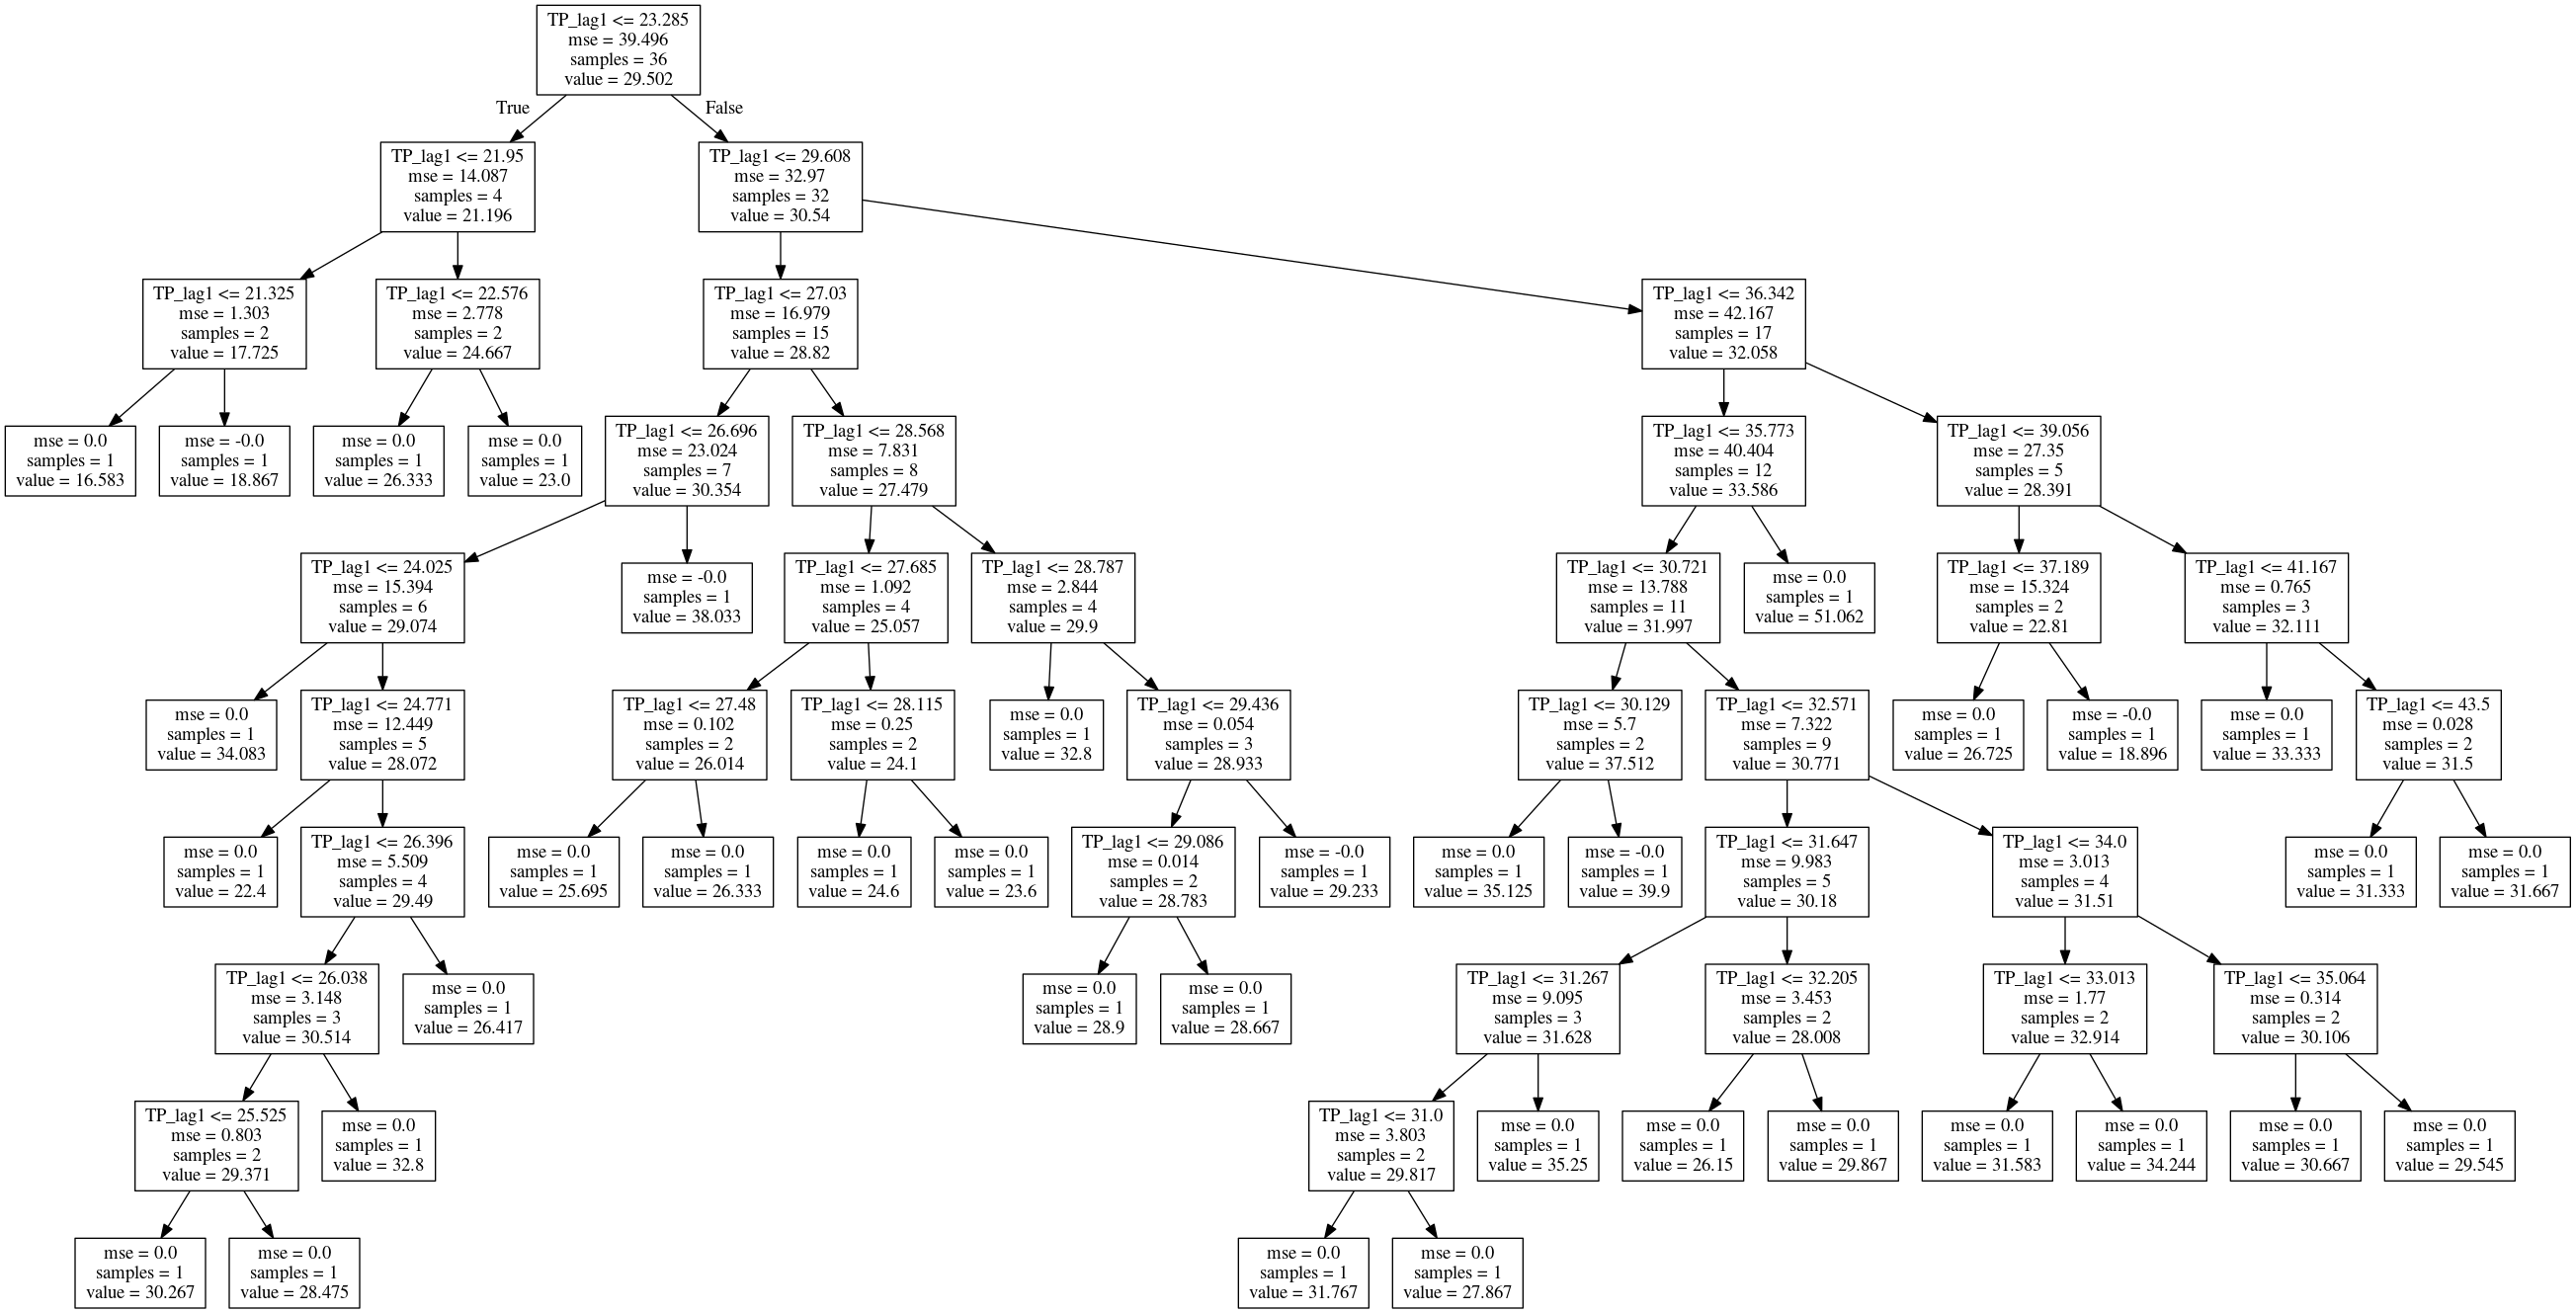 TP_lag1 <= 23.285
mse = 39.496
samples = 36
value = 29.502
True
False
TP_lag1 <= 21.95
mse = 14.087
samples = 4
value = 21.196
TP_lag1 <= 29.608
mse = 32.97
samples = 32
value = 30.54
TP_lag1 <= 21.325
mse = 1.303
samples = 2
value = 17.725
TP_lag1 <= 22.576
mse = 2.778
samples = 2
value = 24.667
TP_lag1 <= 27.03
mse = 16.979
samples = 15
value = 28.82
TP_lag1 <= 36.342
mse = 42.167
samples = 17
value = 32.058
mse = 0.0
samples = 1
value = 16.583
mse = -0.0
samples = 1
value = 18.867
mse = 0.0
samples = 1
value = 26.333
mse = 0.0
samples = 1
value = 23.0
TP_lag1 <= 26.696
mse = 23.024
samples = 7
value = 30.354
TP_lag1 <= 28.568
mse = 7.831
samples = 8
value = 27.479
TP_lag1 <= 35.773
mse = 40.404
samples = 12
value = 33.586
TP_lag1 <= 39.056
mse = 27.35
samples = 5
value = 28.391
TP_lag1 <= 24.025
mse = 15.394
samples = 6
value = 29.074
mse = -0.0
samples = 1
value = 38.033
TP_lag1 <= 27.685
mse = 1.092
samples = 4
value = 25.057
TP_lag1 <= 28.787
mse = 2.844
samples = 4
value = 29.9
TP_lag1 <= 30.721
mse = 13.788
samples = 11
value = 31.997
mse = 0.0
samples = 1
value = 51.062
TP_lag1 <= 37.189
mse = 15.324
samples = 2
value = 22.81
TP_lag1 <= 41.167
mse = 0.765
samples = 3
value = 32.111
mse = 0.0
samples = 1
value = 34.083
TP_lag1 <= 24.771
mse = 12.449
samples = 5
value = 28.072
TP_lag1 <= 27.48
mse = 0.102
samples = 2
value = 26.014
TP_lag1 <= 28.115
mse = 0.25
samples = 2
value = 24.1
mse = 0.0
samples = 1
value = 32.8
TP_lag1 <= 29.436
mse = 0.054
samples = 3
value = 28.933
TP_lag1 <= 30.129
mse = 5.7
samples = 2
value = 37.512
TP_lag1 <= 32.571
mse = 7.322
samples = 9
value = 30.771
mse = 0.0
samples = 1
value = 26.725
mse = -0.0
samples = 1
value = 18.896
mse = 0.0
samples = 1
value = 33.333
TP_lag1 <= 43.5
mse = 0.028
samples = 2
value = 31.5
mse = 0.0
samples = 1
value = 22.4
TP_lag1 <= 26.396
mse = 5.509
samples = 4
value = 29.49
mse = 0.0
samples = 1
value = 25.695
mse = 0.0
samples = 1
value = 26.333
mse = 0.0
samples = 1
value = 24.6
mse = 0.0
samples = 1
value = 23.6
TP_lag1 <= 29.086
mse = 0.014
samples = 2
value = 28.783
mse = -0.0
samples = 1
value = 29.233
mse = 0.0
samples = 1
value = 35.125
mse = -0.0
samples = 1
value = 39.9
TP_lag1 <= 31.647
mse = 9.983
samples = 5
value = 30.18
TP_lag1 <= 34.0
mse = 3.013
samples = 4
value = 31.51
mse = 0.0
samples = 1
value = 31.333
mse = 0.0
samples = 1
value = 31.667
TP_lag1 <= 26.038
mse = 3.148
samples = 3
value = 30.514
mse = 0.0
samples = 1
value = 26.417
mse = 0.0
samples = 1
value = 28.9
mse = 0.0
samples = 1
value = 28.667
TP_lag1 <= 31.267
mse = 9.095
samples = 3
value = 31.628
TP_lag1 <= 32.205
mse = 3.453
samples = 2
value = 28.008
TP_lag1 <= 33.013
mse = 1.77
samples = 2
value = 32.914
TP_lag1 <= 35.064
mse = 0.314
samples = 2
value = 30.106
TP_lag1 <= 25.525
mse = 0.803
samples = 2
value = 29.371
mse = 0.0
samples = 1
value = 32.8
TP_lag1 <= 31.0
mse = 3.803
samples = 2
value = 29.817
mse = 0.0
samples = 1
value = 35.25
mse = 0.0
samples = 1
value = 26.15
mse = 0.0
samples = 1
value = 29.867
mse = 0.0
samples = 1
value = 31.583
mse = 0.0
samples = 1
value = 34.244
mse = 0.0
samples = 1
value = 30.667
mse = 0.0
samples = 1
value = 29.545
mse = 0.0
samples = 1
value = 30.267
mse = 0.0
samples = 1
value = 28.475
mse = 0.0
samples = 1
value = 31.767
mse = 0.0
samples = 1
value = 27.867